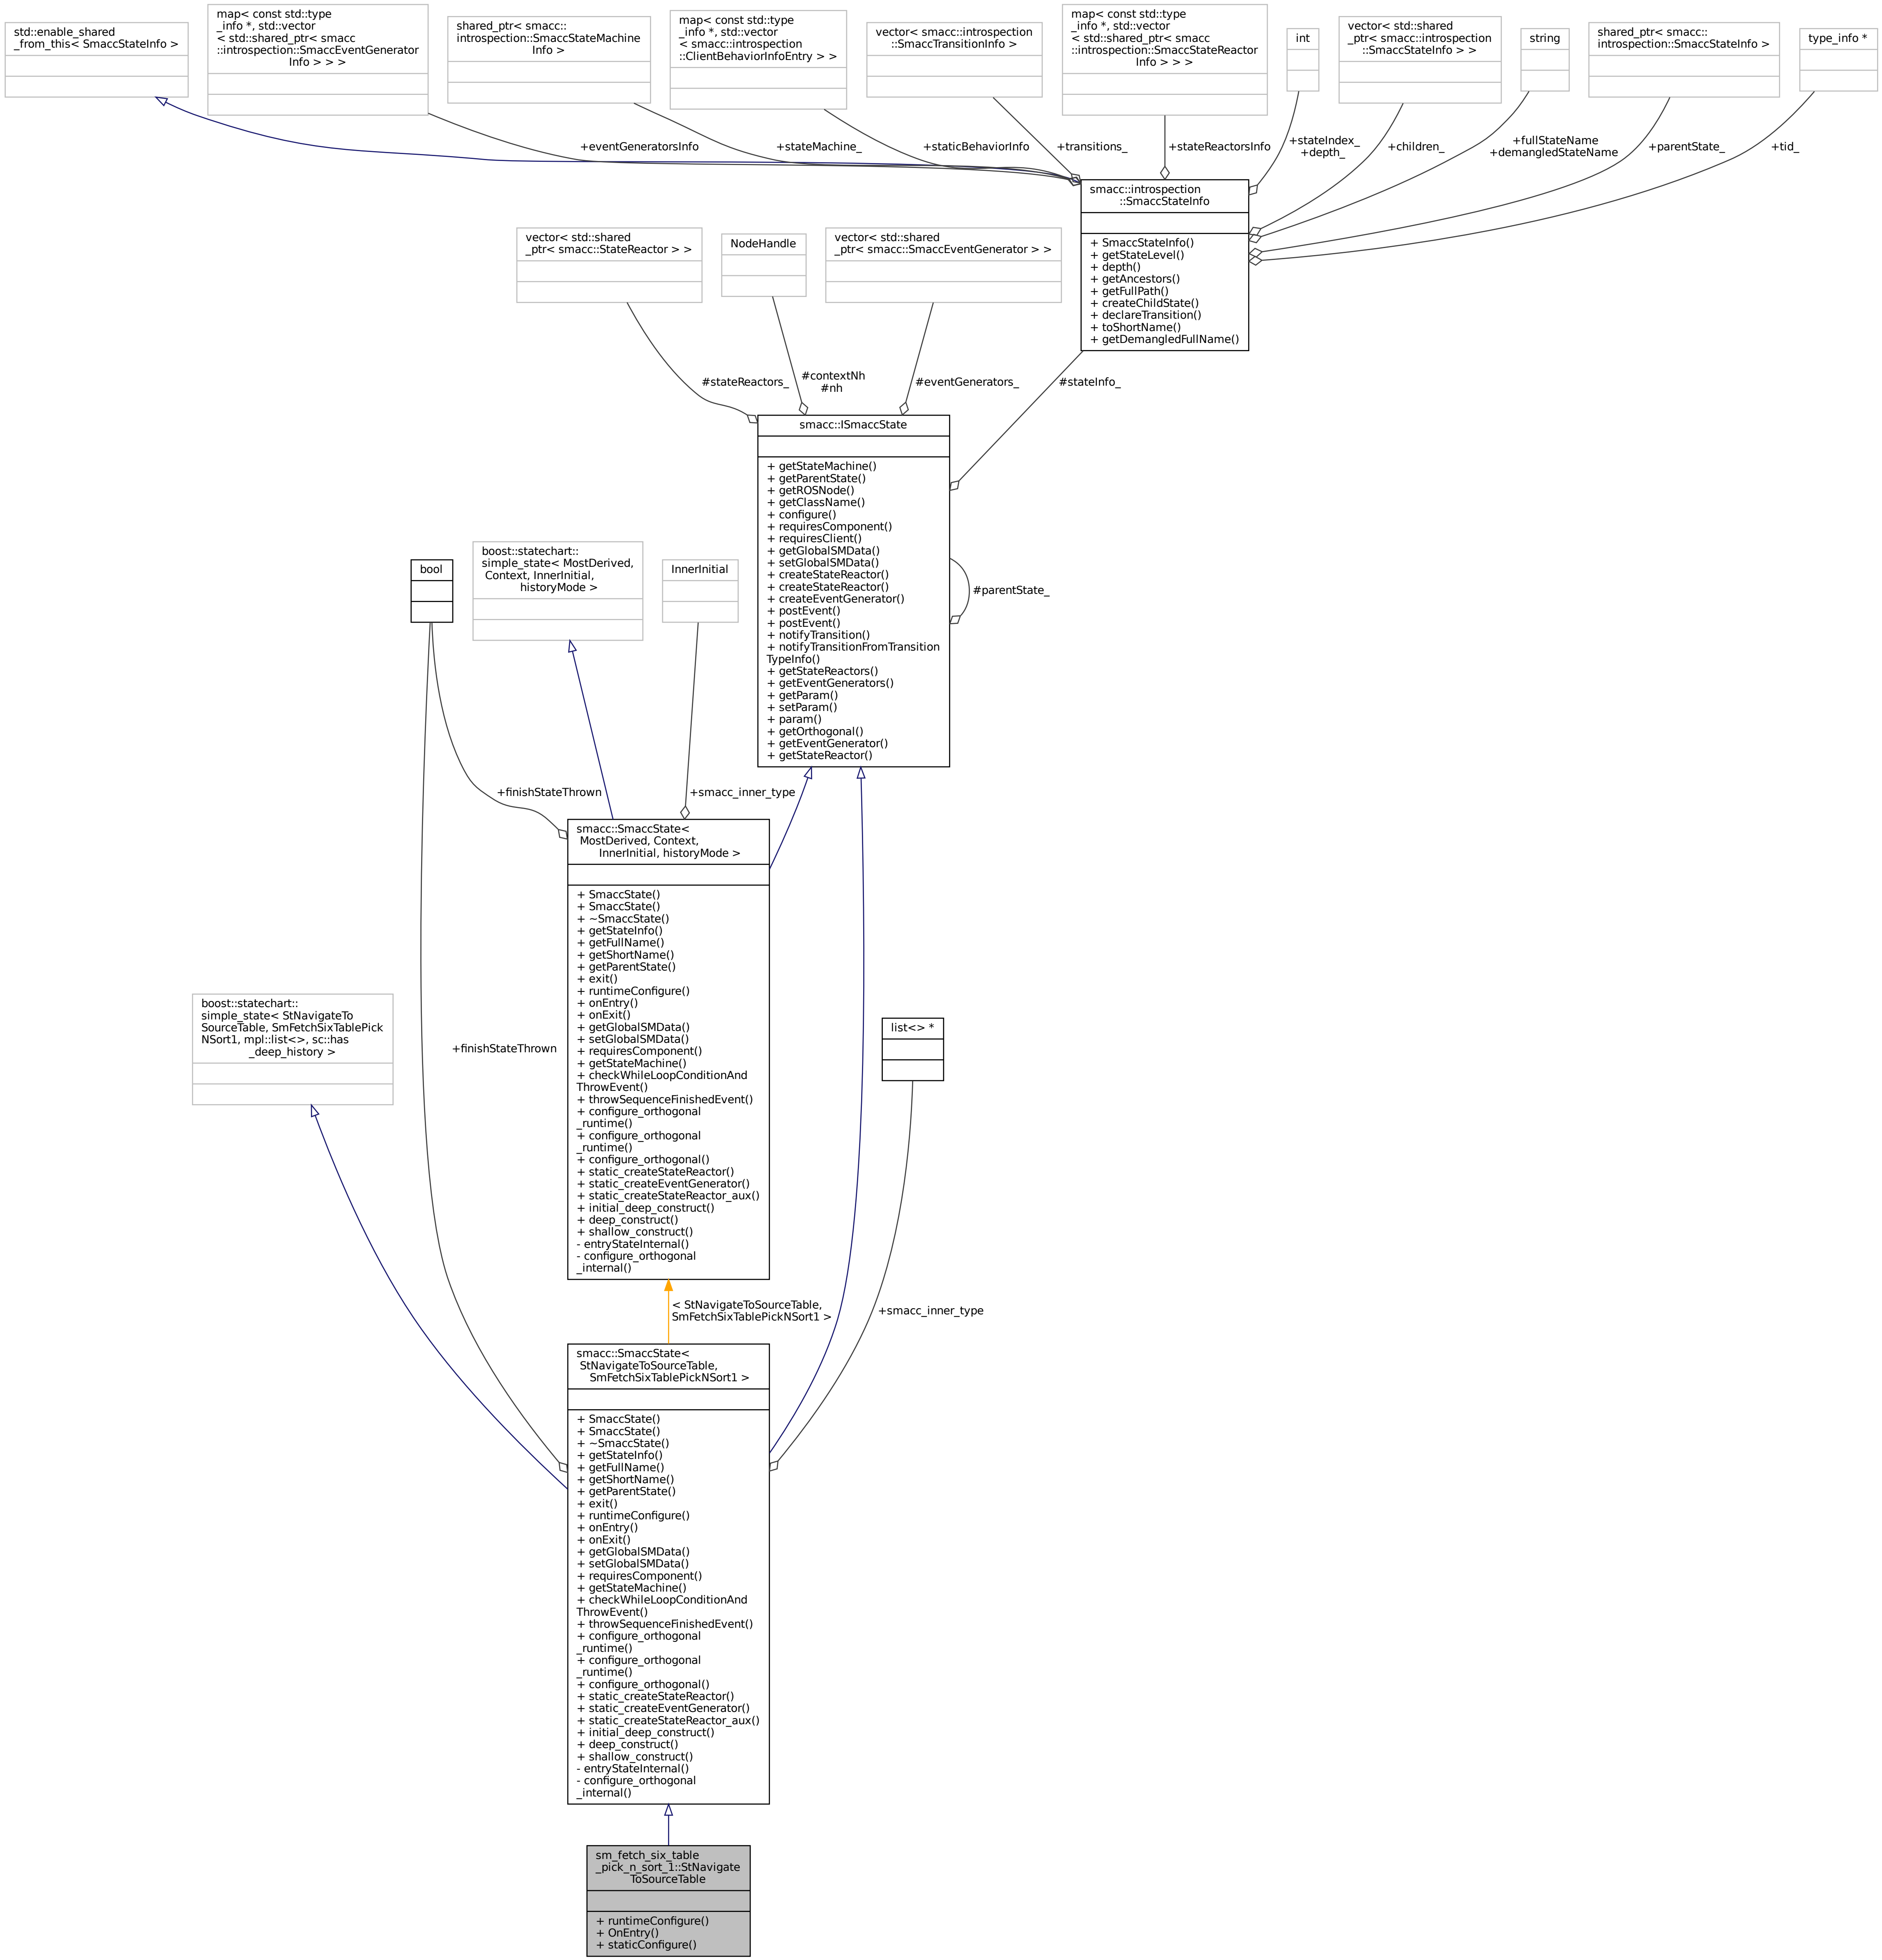 std::enable_shared
_from_this< SmaccStateInfo >
map< const std::type
_info *, std::vector
< std::shared_ptr< smacc
::introspection::SmaccEventGenerator
Info > > >
shared_ptr< smacc::
introspection::SmaccStateMachine
Info >
map< const std::type
_info *, std::vector
< smacc::introspection
::ClientBehaviorInfoEntry > >
vector< smacc::introspection
::SmaccTransitionInfo >
map< const std::type
_info *, std::vector
< std::shared_ptr< smacc
::introspection::SmaccStateReactor
Info > > >
int
vector< std::shared
_ptr< smacc::introspection
::SmaccStateInfo > >
string
shared_ptr< smacc::
introspection::SmaccStateInfo >
type_info *
+eventGeneratorsInfo
+stateMachine_
+staticBehaviorInfo
+transitions_
+stateReactorsInfo
+stateIndex_
+depth_
+children_
+fullStateName
+demangledStateName
+parentState_
+tid_
smacc::introspection
::SmaccStateInfo
+ SmaccStateInfo()
+ getStateLevel()
+ depth()
+ getAncestors()
+ getFullPath()
+ createChildState()
+ declareTransition()
+ toShortName()
+ getDemangledFullName()
vector< std::shared
_ptr< smacc::StateReactor > >
NodeHandle
vector< std::shared
_ptr< smacc::SmaccEventGenerator > >
#stateReactors_
#contextNh
#nh
#eventGenerators_
#stateInfo_
smacc::ISmaccState
+ getStateMachine()
+ getParentState()
+ getROSNode()
+ getClassName()
+ configure()
+ requiresComponent()
+ requiresClient()
+ getGlobalSMData()
+ setGlobalSMData()
+ createStateReactor()
+ createStateReactor()
+ createEventGenerator()
+ postEvent()
+ postEvent()
+ notifyTransition()
+ notifyTransitionFromTransition
TypeInfo()
+ getStateReactors()
+ getEventGenerators()
+ getParam()
+ setParam()
+ param()
+ getOrthogonal()
+ getEventGenerator()
+ getStateReactor()
#parentState_
bool
boost::statechart::
simple_state< MostDerived,
Context, InnerInitial,
historyMode >
InnerInitial
+finishStateThrown
+smacc_inner_type
smacc::SmaccState<
MostDerived, Context,
InnerInitial, historyMode >
+ SmaccState()
+ SmaccState()
+ ~SmaccState()
+ getStateInfo()
+ getFullName()
+ getShortName()
+ getParentState()
+ exit()
+ runtimeConfigure()
+ onEntry()
+ onExit()
+ getGlobalSMData()
+ setGlobalSMData()
+ requiresComponent()
+ getStateMachine()
+ checkWhileLoopConditionAnd
ThrowEvent()
+ throwSequenceFinishedEvent()
+ configure_orthogonal
_runtime()
+ configure_orthogonal
_runtime()
+ configure_orthogonal()
+ static_createStateReactor()
+ static_createEventGenerator()
+ static_createStateReactor_aux()
+ initial_deep_construct()
+ deep_construct()
+ shallow_construct()
- entryStateInternal()
- configure_orthogonal
_internal()
boost::statechart::
simple_state< StNavigateTo
SourceTable, SmFetchSixTablePick
NSort1, mpl::list<>, sc::has
_deep_history >
+finishStateThrown
list<> *
< StNavigateToSourceTable,
SmFetchSixTablePickNSort1 >
+smacc_inner_type
smacc::SmaccState<
StNavigateToSourceTable,
SmFetchSixTablePickNSort1 >
+ SmaccState()
+ SmaccState()
+ ~SmaccState()
+ getStateInfo()
+ getFullName()
+ getShortName()
+ getParentState()
+ exit()
+ runtimeConfigure()
+ onEntry()
+ onExit()
+ getGlobalSMData()
+ setGlobalSMData()
+ requiresComponent()
+ getStateMachine()
+ checkWhileLoopConditionAnd
ThrowEvent()
+ throwSequenceFinishedEvent()
+ configure_orthogonal
_runtime()
+ configure_orthogonal
_runtime()
+ configure_orthogonal()
+ static_createStateReactor()
+ static_createEventGenerator()
+ static_createStateReactor_aux()
+ initial_deep_construct()
+ deep_construct()
+ shallow_construct()
- entryStateInternal()
- configure_orthogonal
_internal()
sm_fetch_six_table
_pick_n_sort_1::StNavigate
ToSourceTable
+ runtimeConfigure()
+ OnEntry()
+ staticConfigure()